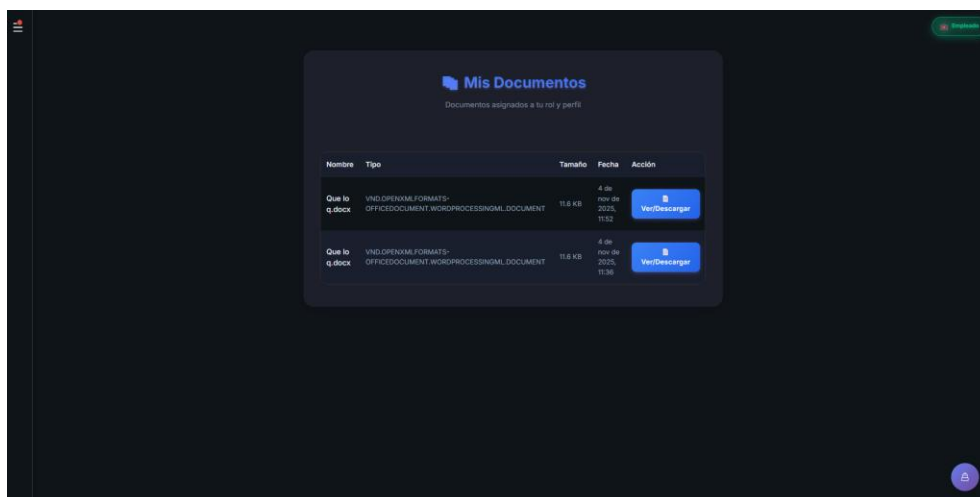 Empleado
Mis Documentos
Documentos asignados a tu rol y perfil
Nombre Tipo Tamaño Fecha Acción
Que lo
q.docx
VND.OPENXMLFORMATS-
OFFICEDOCUMENT.WORDPROCESSINGML.DOCUMENT
11.6 KB
4 de
nov de
2025,
11:52
Ver/Descargar
Que lo
q.docx
VND.OPENXMLFORMATS-
OFFICEDOCUMENT.WORDPROCESSINGML.DOCUMENT
11.6 KB
4 de
nov de
2025,
11:36
Ver/Descargar